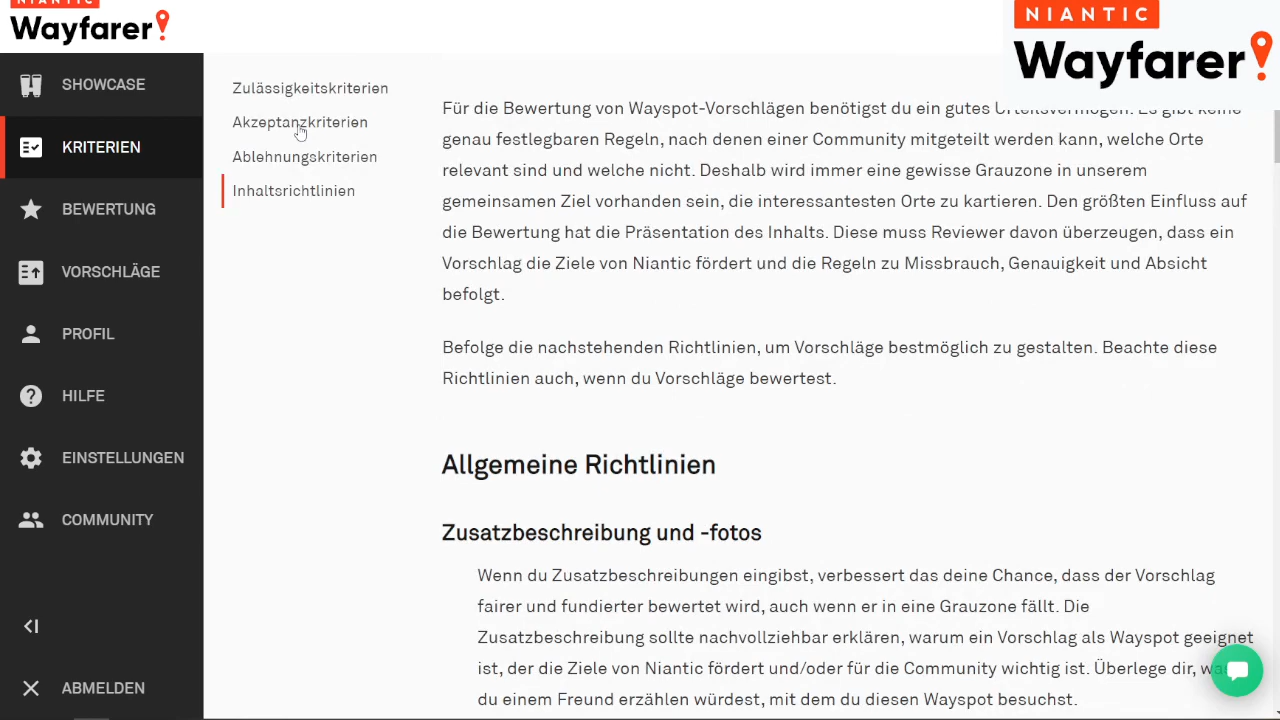 NIANTIC
Wayfarer!
NIANTIC
Wayfarer!
SHOWCASE
KRITERIEN
BEWERTUNG
VORSCHLÄGE
PROFIL
HILFE
EINSTELLUNGEN
COMMUNITY
ABMELDEN
Zulässigkeitskriterien
Akzeptanzkriterien
Ablehnungskriterien
Inhaltsrichtlinien
Für die Bewertung von Wayspot-Vorschlägen benötigst du ein gutes Urteilsvermögen. Es gibt keine
genau festlegbaren Regeln, nach denen einer Community mitgeteilt werden kann, welche Orte
relevant sind und welche nicht. Deshalb wird immer eine gewisse Grauzone in unserem
gemeinsamen Ziel vorhanden sein, die interessantesten Orte zu kartieren. Den größten Einfluss auf
die Bewertung hat die Präsentation des Inhalts. Diese muss Reviewer davon überzeugen, dass ein
Vorschlag die Ziele von Niantic fördert und die Regeln zu Missbrauch, Genauigkeit und Absicht
befolgt.
Befolge die nachstehenden Richtlinien, um Vorschläge bestmöglich zu gestalten. Beachte diese
Richtlinien auch, wenn du Vorschläge bewertest.
Allgemeine Richtlinien
Zusatzbeschreibung und -fotos
Wenn du Zusatzbeschreibungen eingibst, verbessert das deine Chance, dass der Vorschlag
fairer und fundierter bewertet wird, auch wenn er in eine Grauzone fällt. Die
Zusatzbeschreibung sollte nachvollziehbar erklären, warum ein Vorschlag als Wayspot geeignet
ist, der die Ziele von Niantic fördert und/oder für die Community wichtig ist. Überlege dir,
du einem Freund erzählen würdest, mit dem du diesen Wayspot besuchst.